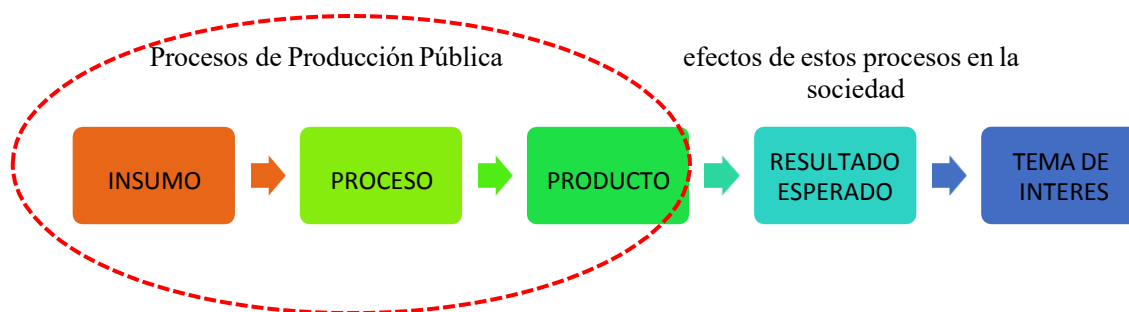 Procesos de Producción Pública
efectos de estos procesos en la
sociedad
INSUMO
PROCESO
PRODUCTO
RESULTADO
ESPERADO
TEMA DE
INTERES